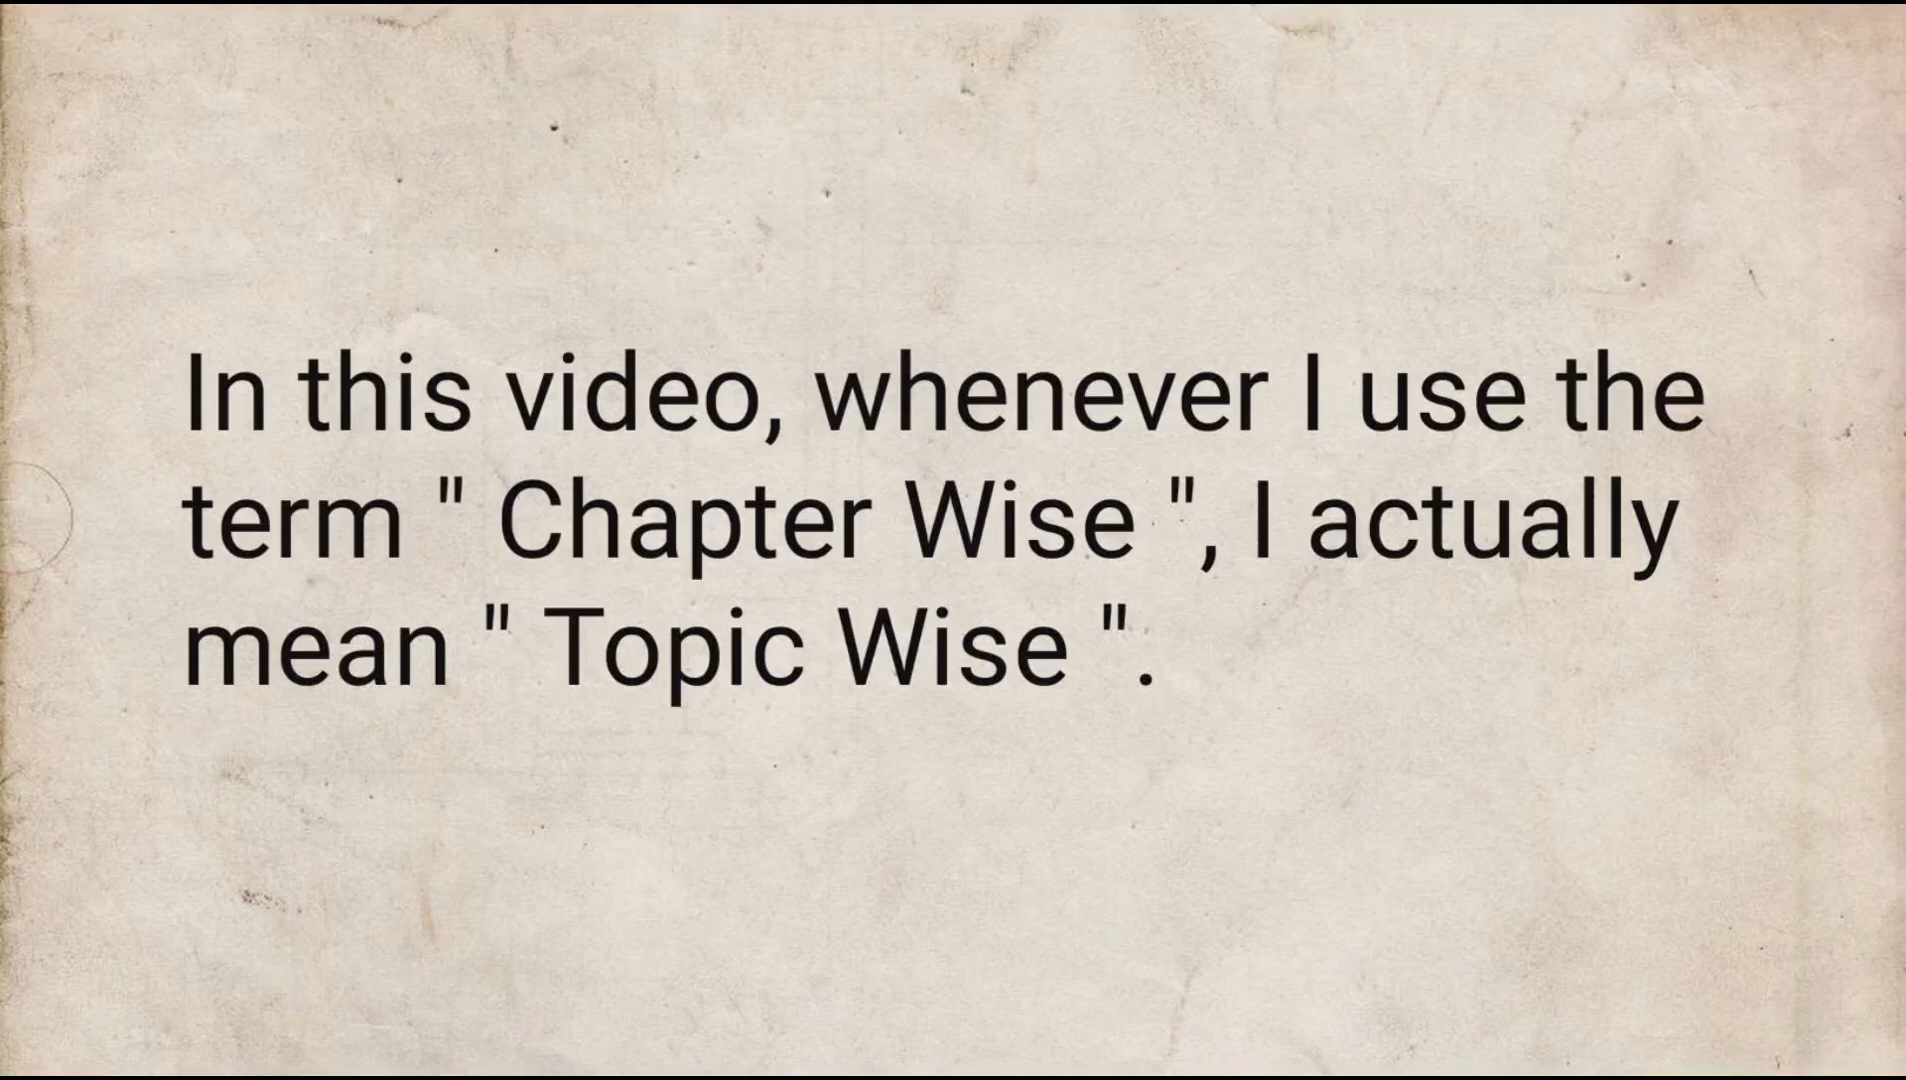 In this video, whenever I use the
term " Chapter Wise ", I actually
mean " Topic Wise ".